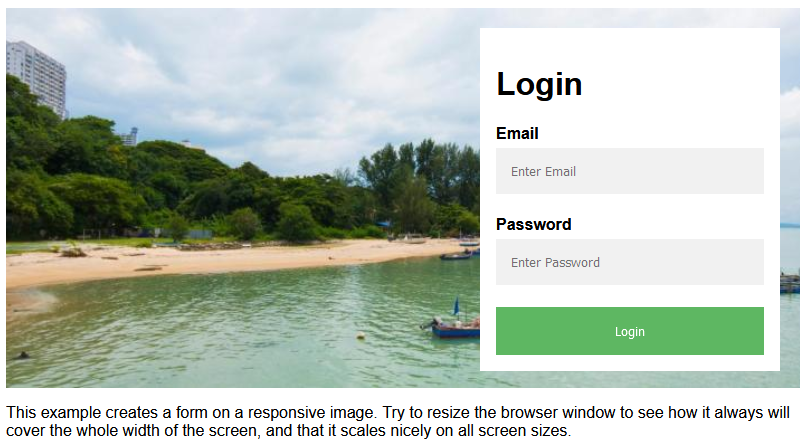 Login
Email
Enter Email
Password
Enter Password
Login
This example creates a form on a responsive image. Try to resize the browser window to see how it always will
cover the whole width of the screen, and that it scales nicely on all screen sizes.